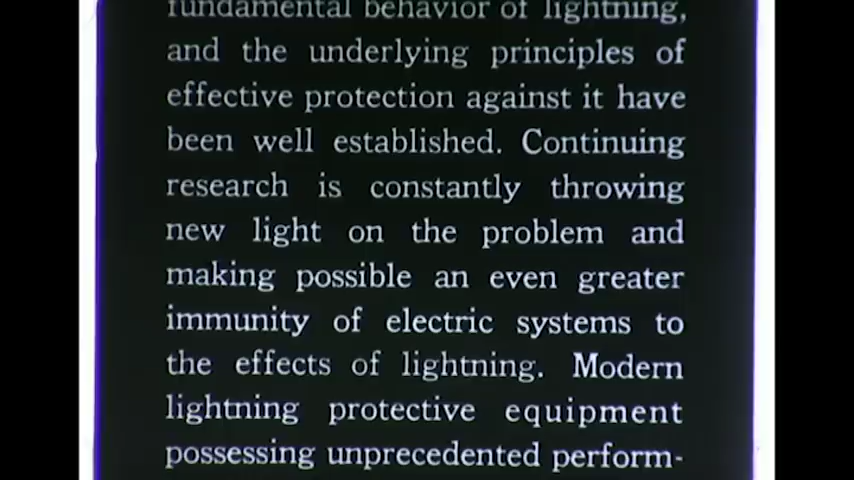 fundamental behavior of lightning,
and the underlying principles of
effective protection against it have
been well established. Continuing
research is constantly throwing
new light on the problem and
making possible an even greater
immunity of electric systems to
the effects of lightning. Modern
lightning protective equipment
possessing unprecedented perform-